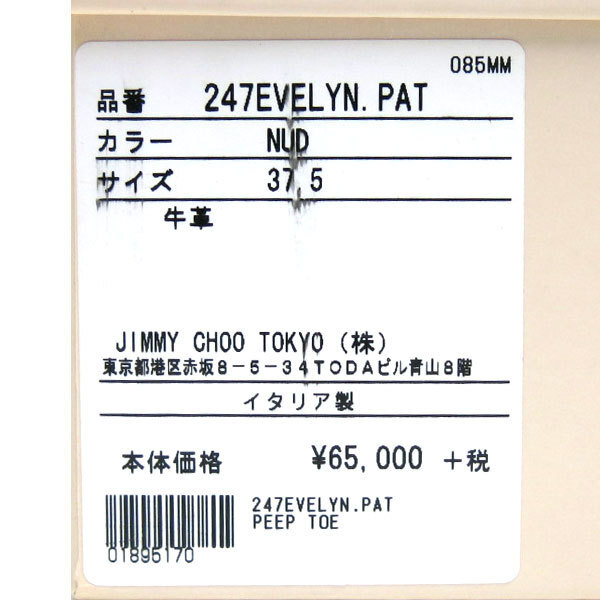 085MM
品番 247EVELYN.PAT
カラー NUD
サイズ 37.5
牛革
JIMMY CHOO TOKYO (株)
東京都港区赤坂8-5-34TODAビル青山8階
イタリア製
本体価格 ¥65,000 +税
247EVELYN.PAT
PEEP TOE
01895170